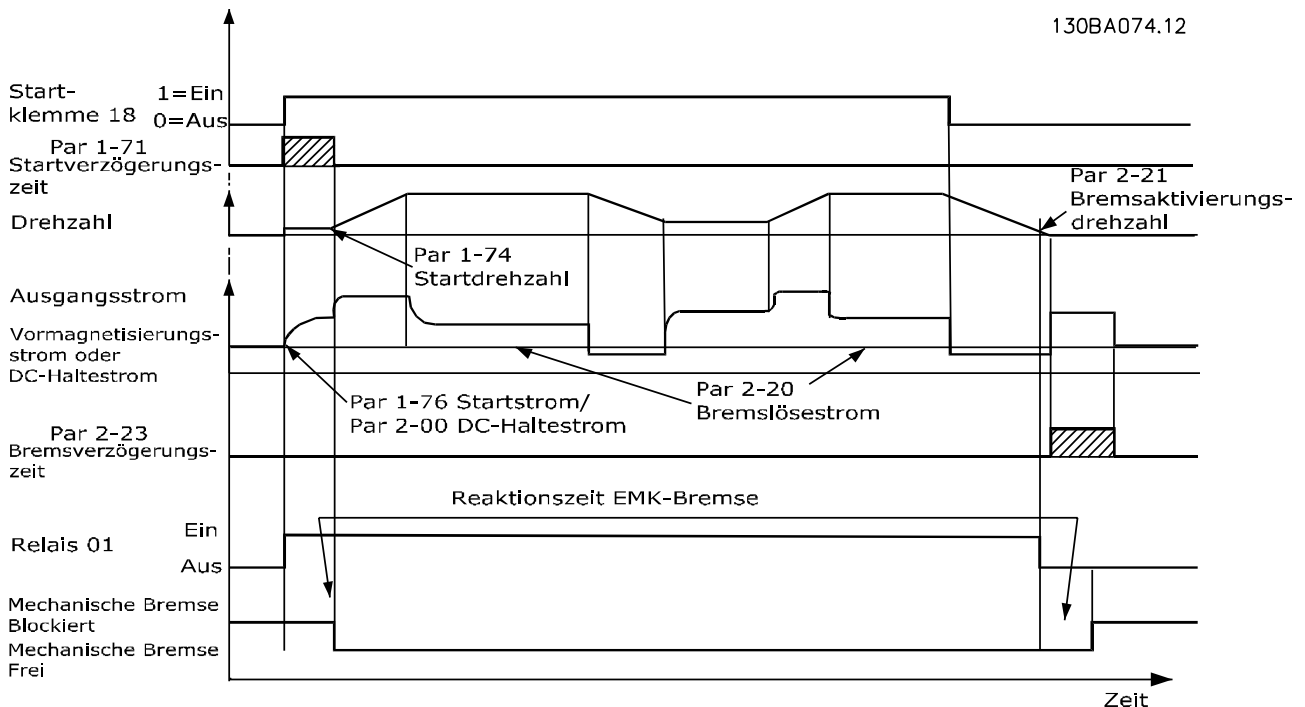 130BA074.12
Start-
klemme 18
1=Ein
0=Aus
Par 1-71
Startverzögerungs-
zeit
Par 2-21
Bremsaktivierungs-
drehzahl
Drehzahl
Par 1-74
Startdrehzahl
Ausgangsstrom
Vormagnetisierungs-
strom oder
DC-Haltestrom
Par 1-76 Startstrom/
Par 2-00 DC-Haltestrom
Par 2-20
Bremslösestrom
Par 2-23
Bremsverzögerungs-
zeit
Reaktionszeit EMK-Bremse
Relais 01
Ein
Aus
Mechanische Bremse
Blockiert
Mechanische Bremse
Frei
Zeit